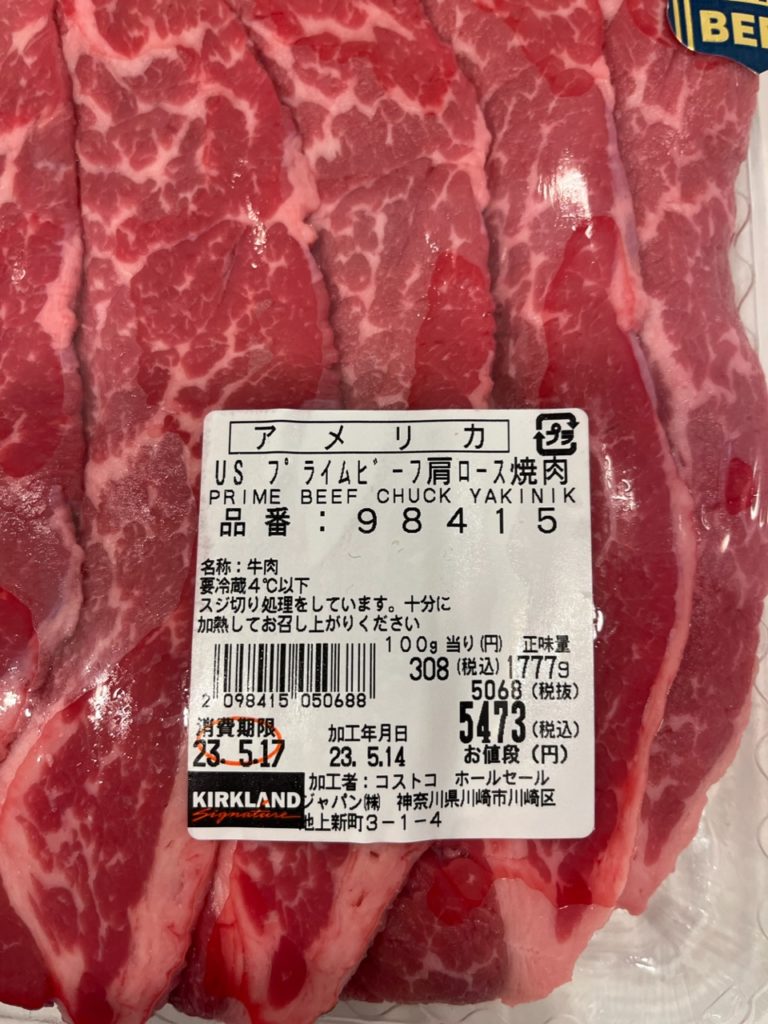 BEE
アメリカ
プラ
US プライムビーフ肩ロース焼肉
PRIME BEEF CHUCK YAKINIK
品番:98415
名称:牛肉
要冷蔵4℃以下
スジ切り処理をしています。十分に
加熱してお召し上がりください
100g 当り(円) 正味量
308 (税込) 1777g
5068 (税抜)
2 098415 050688
5473 (税込)
お値段 (円)
消費期限 加工年月日
23. 5.17 23. 5.14
KIRKLAND
Signature
加工者:コストコ ホールセール
ジャパン㈱ 神奈川県川崎市川崎区
池上新町3-1-4